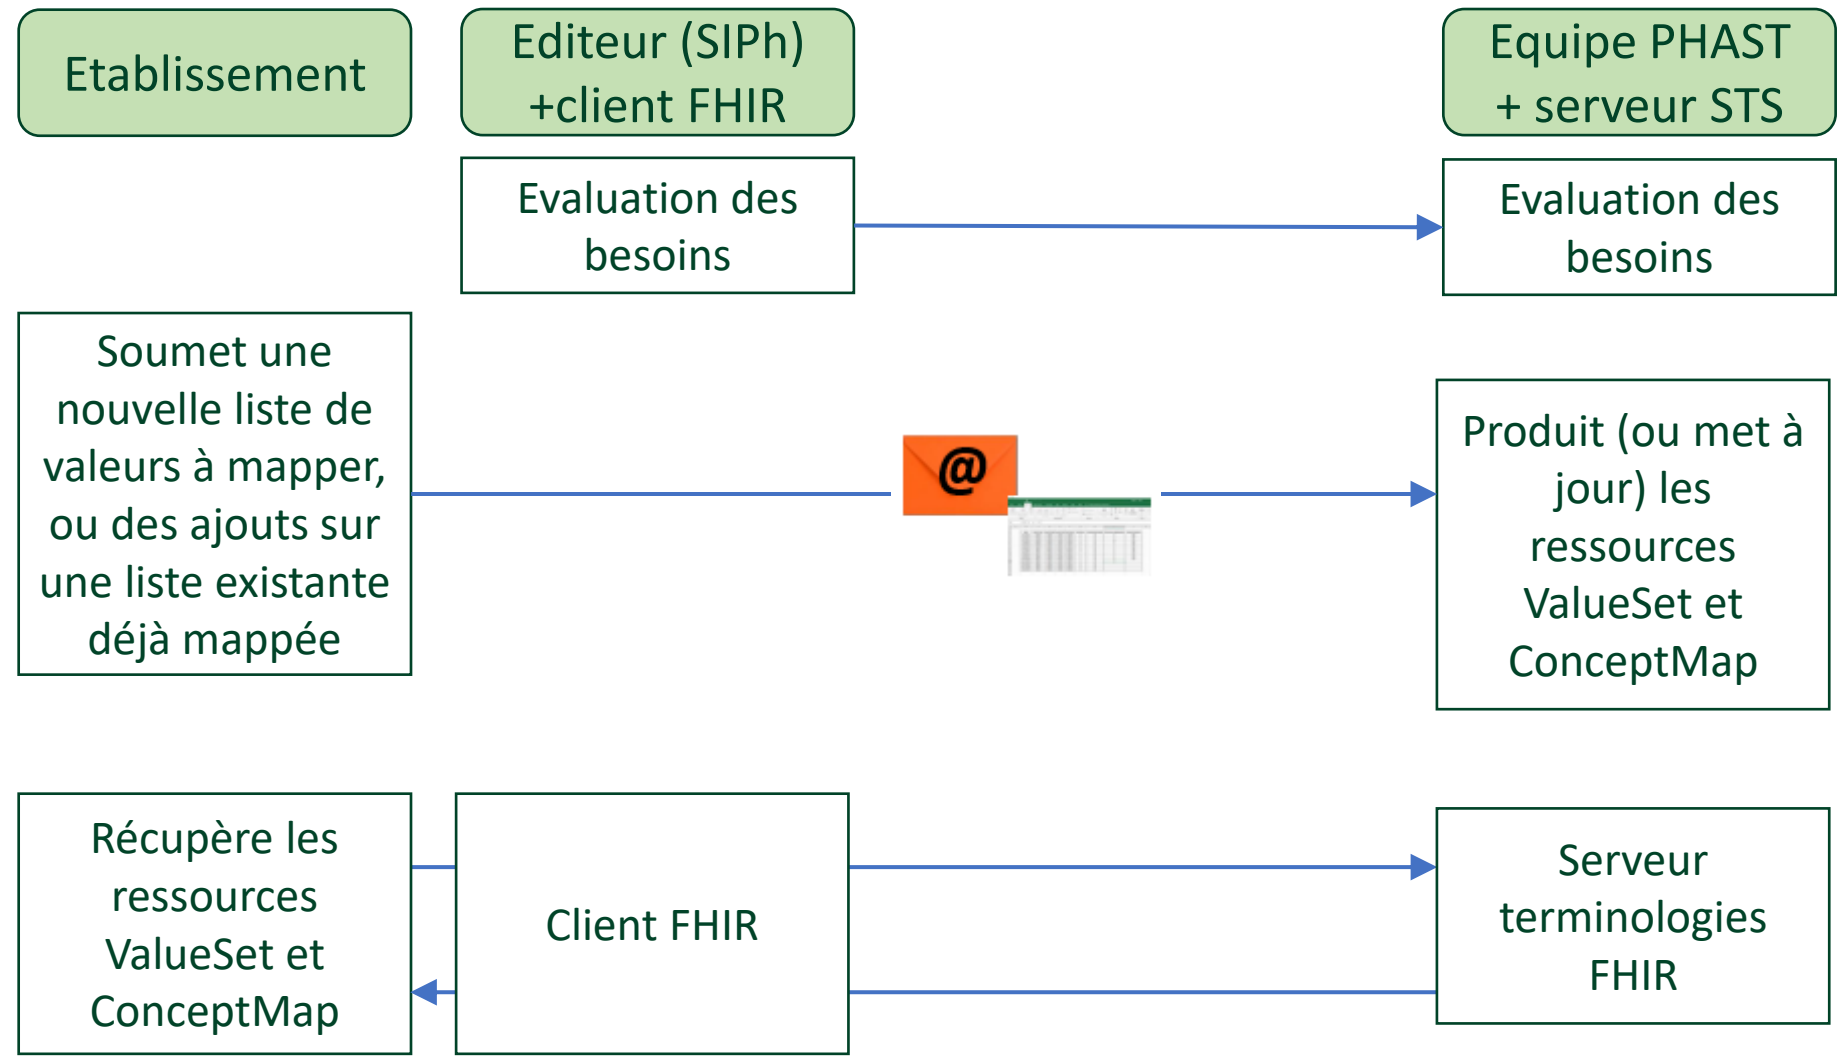 Etablissement
Editeur (SIPh)
+client FHIR
Equipe PHAST
+ serveur STS
Evaluation des
besoins
Evaluation des
besoins
Soumet une
nouvelle liste de
valeurs à mapper,
ou des ajouts sur
une liste existante
déjà mappée
@
Produit (ou met à
jour) les
ressources
ValueSet et
ConceptMap
Récupère les
ressources
ValueSet et
ConceptMap
Client FHIR
Serveur
terminologies
FHIR